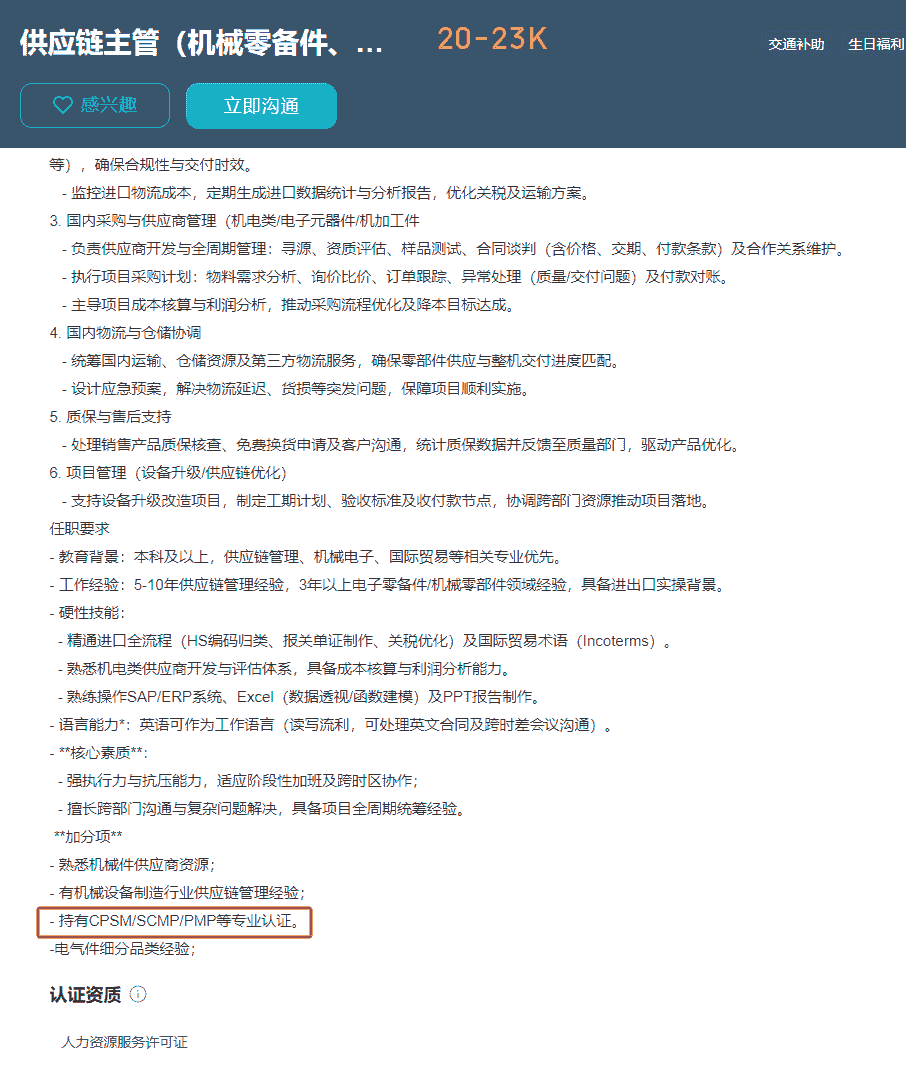 供应链主管（机械零备件、...
20-23K
交通补助
生日福利
感兴趣
立即沟通
等），确保合规性与交付时效。
- 监控进口物流成本，定期生成进口数据统计与分析报告，优化关税及运输方案。
3. 国内采购与供应商管理（机电类/电子元器件/机加工件
- 负责供应商开发与全周期管理：寻源、资质评估、样品测试、合同谈判（含价格、交期、付款条款）及合作关系维护。
- 执行项目采购计划：物料需求分析、询价比价、订单跟踪、异常处理（质量/交付问题）及付款对账。
- 主导项目成本核算与利润分析，推动采购流程优化及降本目标达成。
4. 国内物流与仓储协调
- 统筹国内运输、仓储资源及第三方物流服务，确保零部件供应与整机交付进度匹配。
- 设计应急预案，解决物流延迟、货损等突发问题，保障项目顺利实施。
5. 质保与售后支持
- 处理销售产品质保核查、免费换货申请及客户沟通，统计质保数据并反馈至质量部门，驱动产品优化。
6. 项目管理（设备升级/供应链优化）
- 支持设备升级改造项目，制定工期计划、验收标准及收付款节点，协调跨部门资源推动项目落地。
任职要求
- 教育背景：本科及以上，供应链管理、机械电子、国际贸易等相关专业优先。
- 工作经验：5-10年供应链管理经验，3年以上电子零备件/机械零部件领域经验，具备进出口实操背景。
- 硬性技能：
- 精通进口全流程（HS编码归类、报关单证制作、关税优化）及国际贸易术语（Incoterms）。
- 熟悉机电类供应商开发与评估体系，具备成本核算与利润分析能力。
- 熟练操作SAP/ERP系统、Excel（数据透视/函数建模）及PPT报告制作。
- 语言能力*：英语可作为工作语言（读写流利，可处理英文合同及跨时差会议沟通）。
- **核心素质**：
- 强执行力与抗压能力，适应阶段性加班及跨时区协作；
- 擅长跨部门沟通与复杂问题解决，具备项目全周期统筹经验。
**加分项**
- 熟悉机械件供应商资源；
- 有机械设备制造行业供应链管理经验；
- 持有CPSM/SCMP/PMP等专业认证。
-电气件细分品类经验；
认证资质
人力资源服务许可证